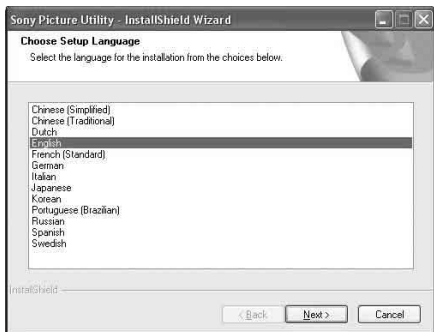 Sony Picture Utility - InstallShield Wizard
Choose Setup Language
Select the language for the installation from the choices below.
Chinese (Simplified)
Chinese (Traditional)
Dutch
English
French (Standard)
German
Italian
Japanese
Korean
Portuguese (Brazilian)
Russian
Spanish
Swedish
InstallShield
< Back
Next >
Cancel